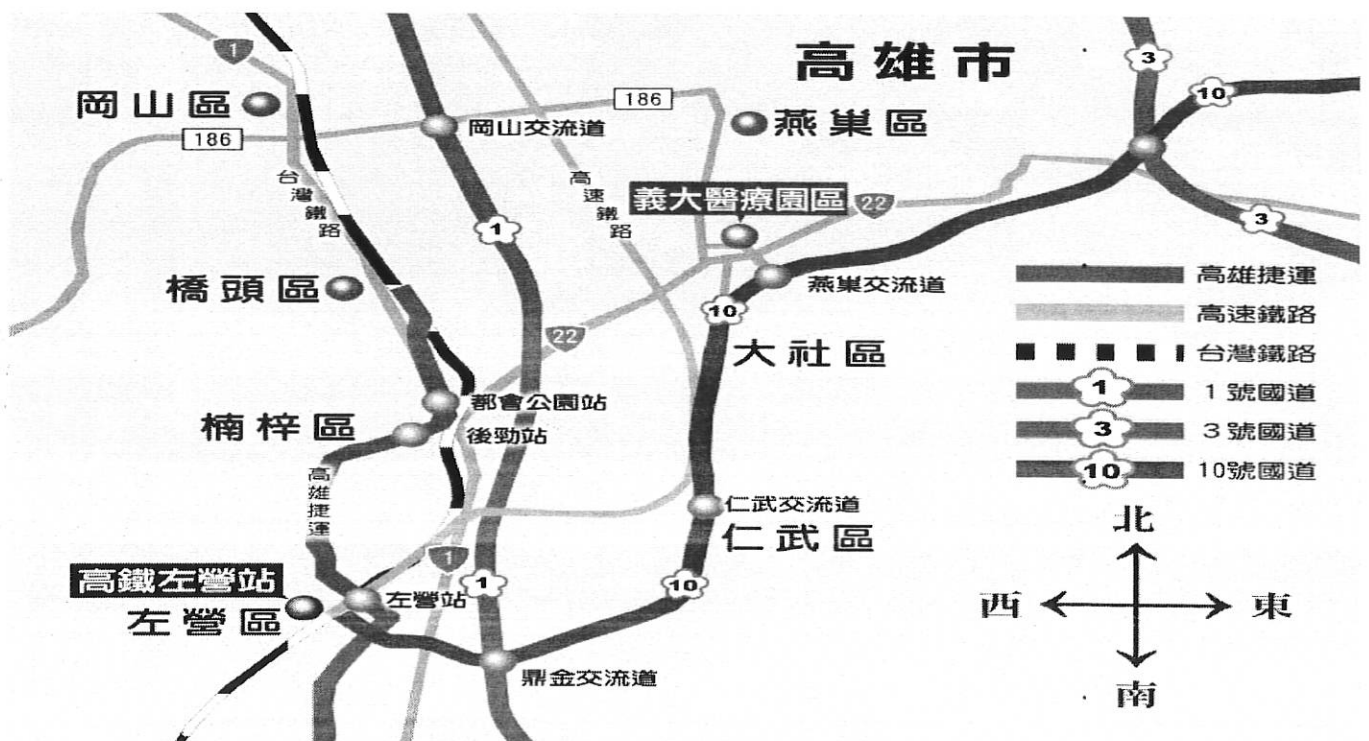 高雄市
1
3
10
岡山區
186
燕巢區
186
岡山交流道
台灣鐵路
高速鐵路
義大醫療園區
22
1
3
橋頭區
燕巢交流道
10
22
大社區
高雄捷運
高速鐵路
台灣鐵路
1 1號國道
3 3號國道
10 10號國道
都會公園站
楠梓區
後勁站
高雄捷運
仁武交流道
仁武區
1
高鐵左營站
左營區
左營站
1
10
鼎金交流道
北
西
東
南